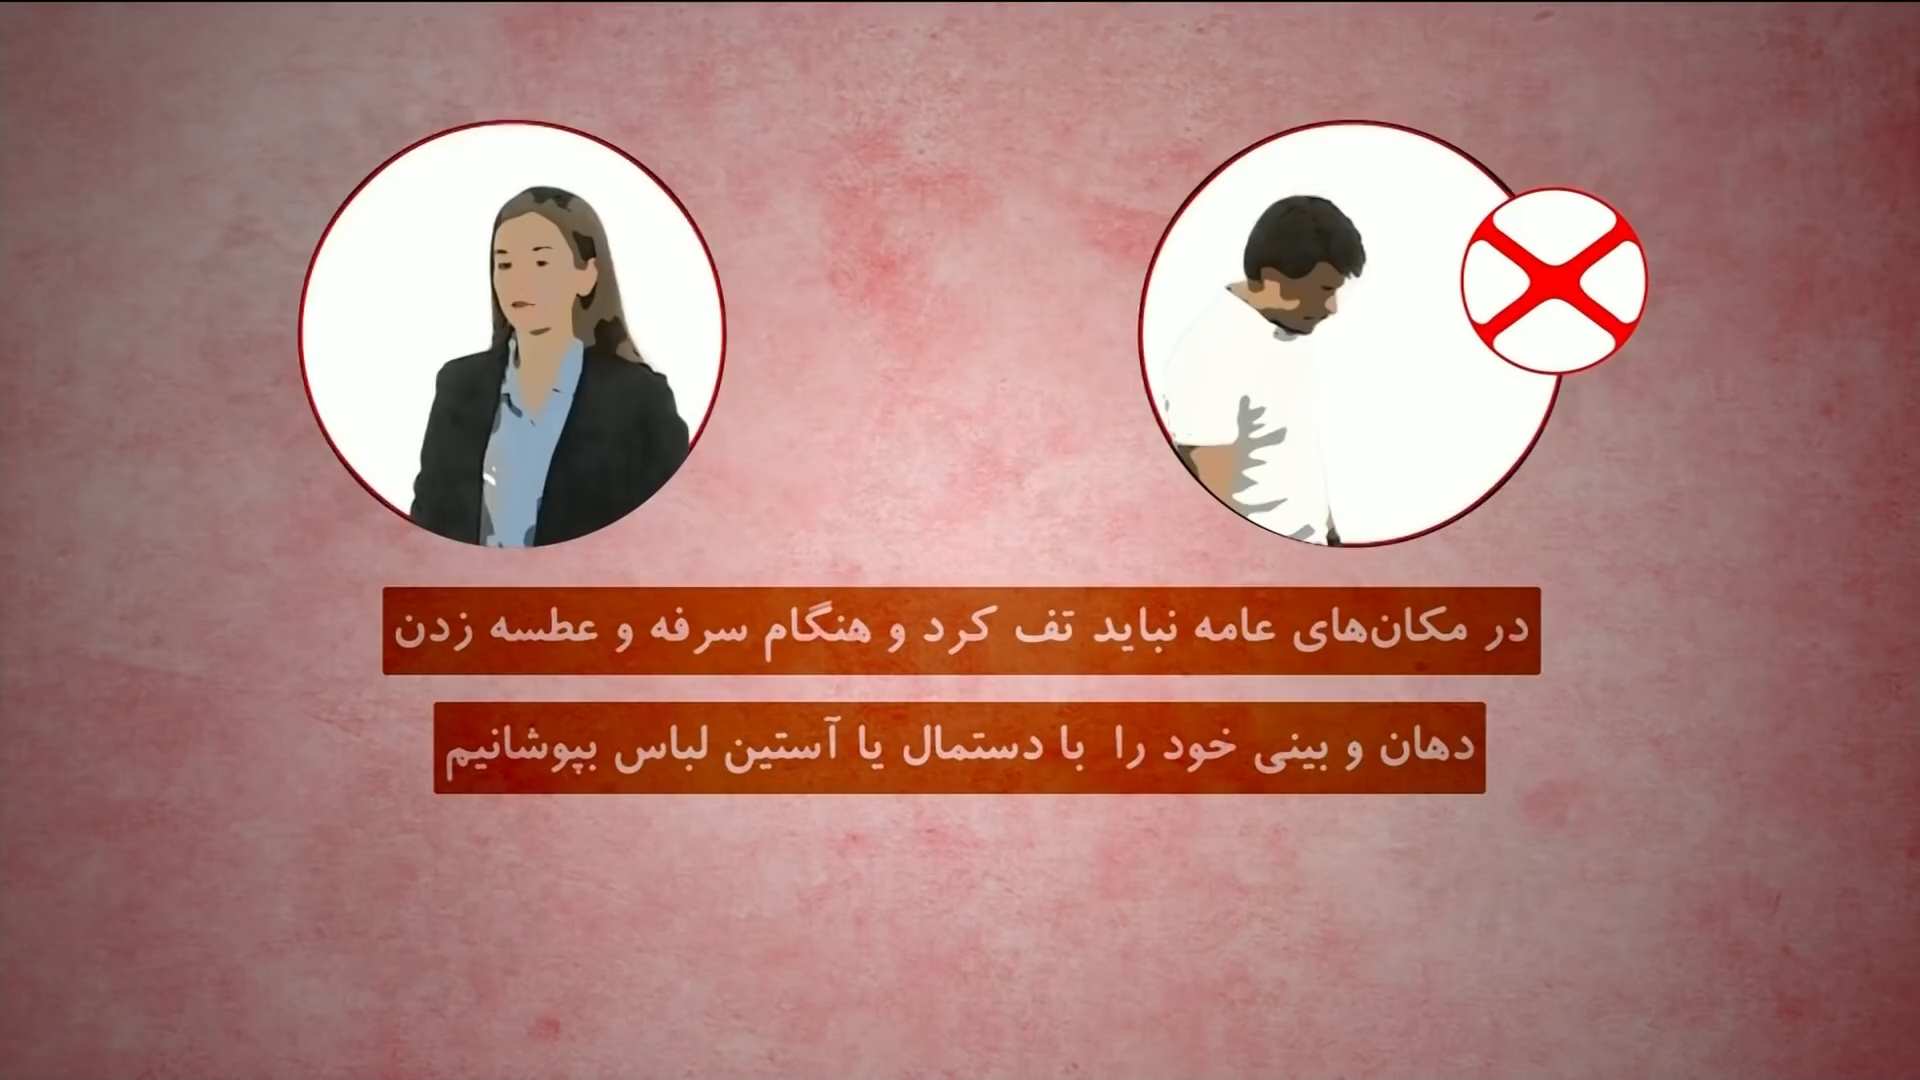 در مکان‌های عامه نباید تف کرد و هنگام سرفه و عطسه زدن
دهان و بینی خود را با دستمال یا آستین لباس بپوشانیم